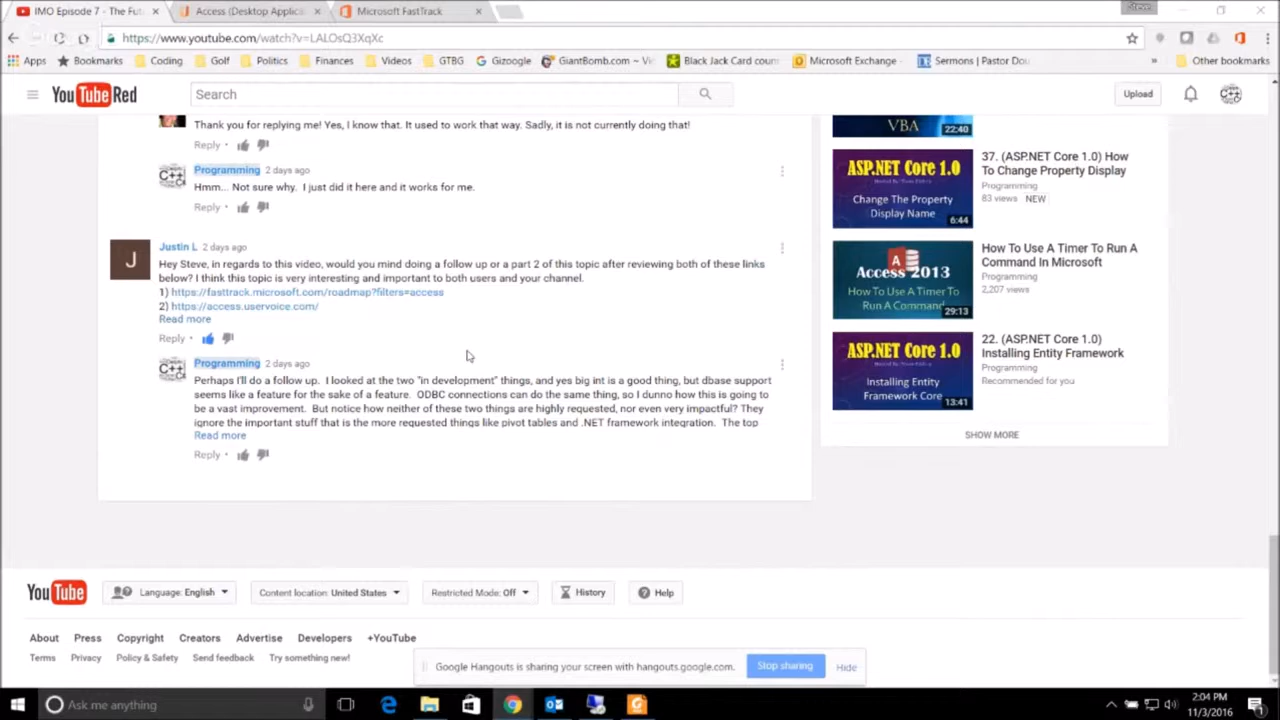 IMO Episode 7 - The Futu
Access (Desktop Applica
Microsoft FastTrack
Steve
https://www.youtube.com/watch?v=LALOsQ3XqXc
Apps
Bookmarks
Coding
Golf
Politics
Finances
Videos
GTBG
Gizoogle
GiantBomb.com - Vi
Black Jack Card coun
Microsoft Exchange -
Sermons | Pastor Dou
Other bookmarks
YouTube Red
Search
Upload
Thank you for replying me! Yes, I know that. It used to work that way. Sadly, it is not currently doing that!
Reply
C++
Programming 2 days ago
Hmm... Not sure why. I just did it here and it works for me.
Reply
J
Justin L 2 days ago
Hey Steve, in regards to this video, would you mind doing a follow up or a part 2 of this topic after reviewing both of these links
below? I think this topic is very interesting and important to both users and your channel.
1) https://fasttrack.microsoft.com/roadmap?filters=access
2) https://access.uservoice.com/
Read more
Reply
C++
Programming 2 days ago
Perhaps I'll do a follow up. I looked at the two "in development" things, and yes big int is a good thing, but dbase support
seems like a feature for the sake of a feature. ODBC connections can do the same thing, so I dunno how this is going to
be a vast improvement. But notice how neither of these two things are highly requested, nor even very impactful? They
ignore the important stuff that is the more requested things like pivot tables and .NET framework integration. The top
Read more
Reply
VBA
22:40
ASP.NET Core 1.0
Change The Property
Display Name
6:44
37. (ASP.NET Core 1.0) How
To Change Property Display
Programming
83 views NEW
Access 2013
How To Use A Timer To
Run A Command
29:13
How To Use A Timer To Run A
Command In Microsoft
Programming
2,207 views
ASP.NET Core 1.0
Installing Entity
Framework Core
13:41
22. (ASP.NET Core 1.0)
Installing Entity Framework
Programming
Recommended for you
SHOW MORE
YouTube
Language: English
Content location: United States
Restricted Mode: Off
History
Help
About
Press
Copyright
Creators
Advertise
Developers
+YouTube
Terms
Privacy
Policy & Safety
Send feedback
Try something new!
Google Hangouts is sharing your screen with hangouts.google.com.
Stop sharing
Hide
Ask me anything
2:04 PM
11/3/2016